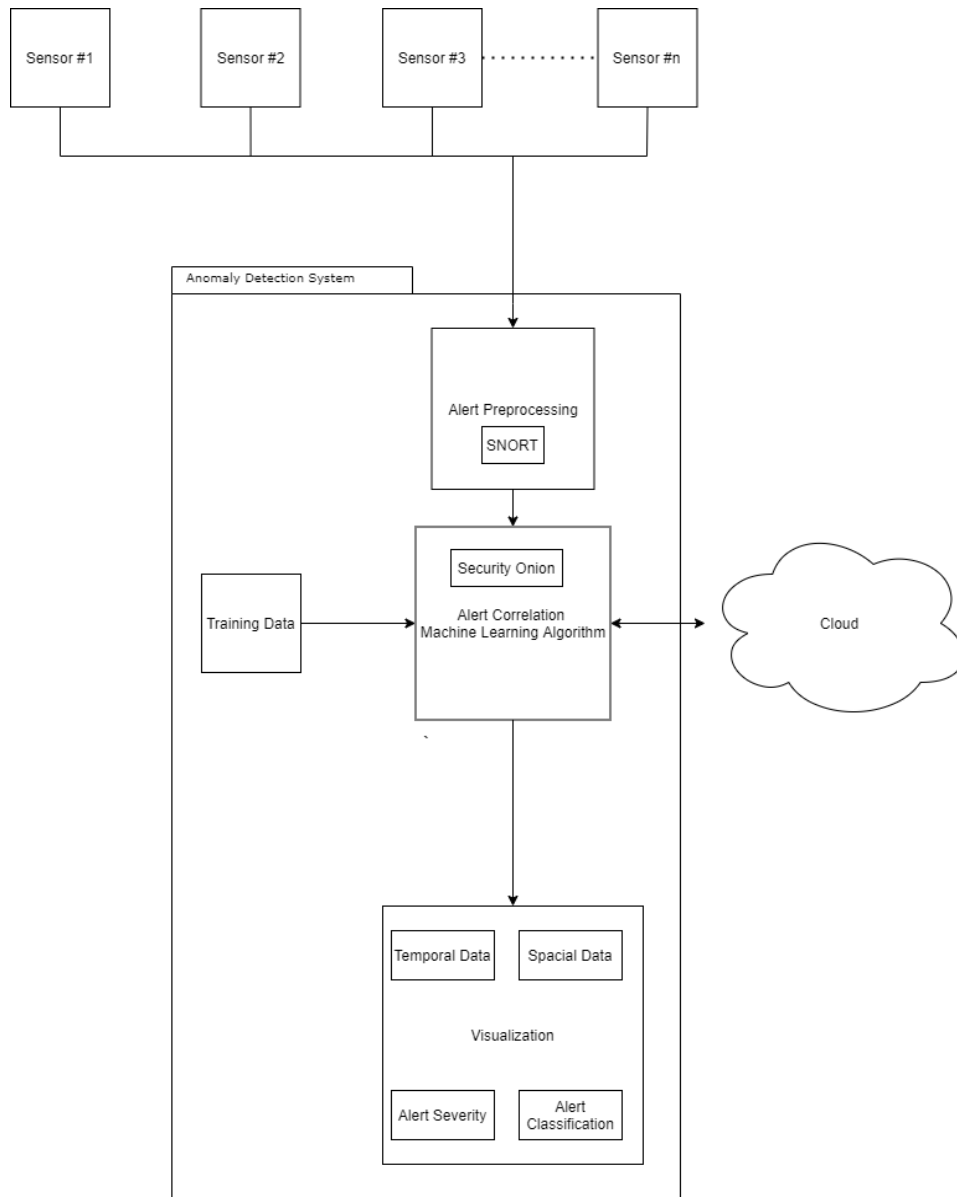 Sensor #1
Sensor #2
Sensor #3
Sensor #n
Anomaly Detection System
Alert Preprocessing
SNORT
Security Onion
Training Data
Alert Correlation
Machine Learning Algorithm
Cloud
`
Temporal Data
Spacial Data
Visualization
Alert Severity
Alert
Classification